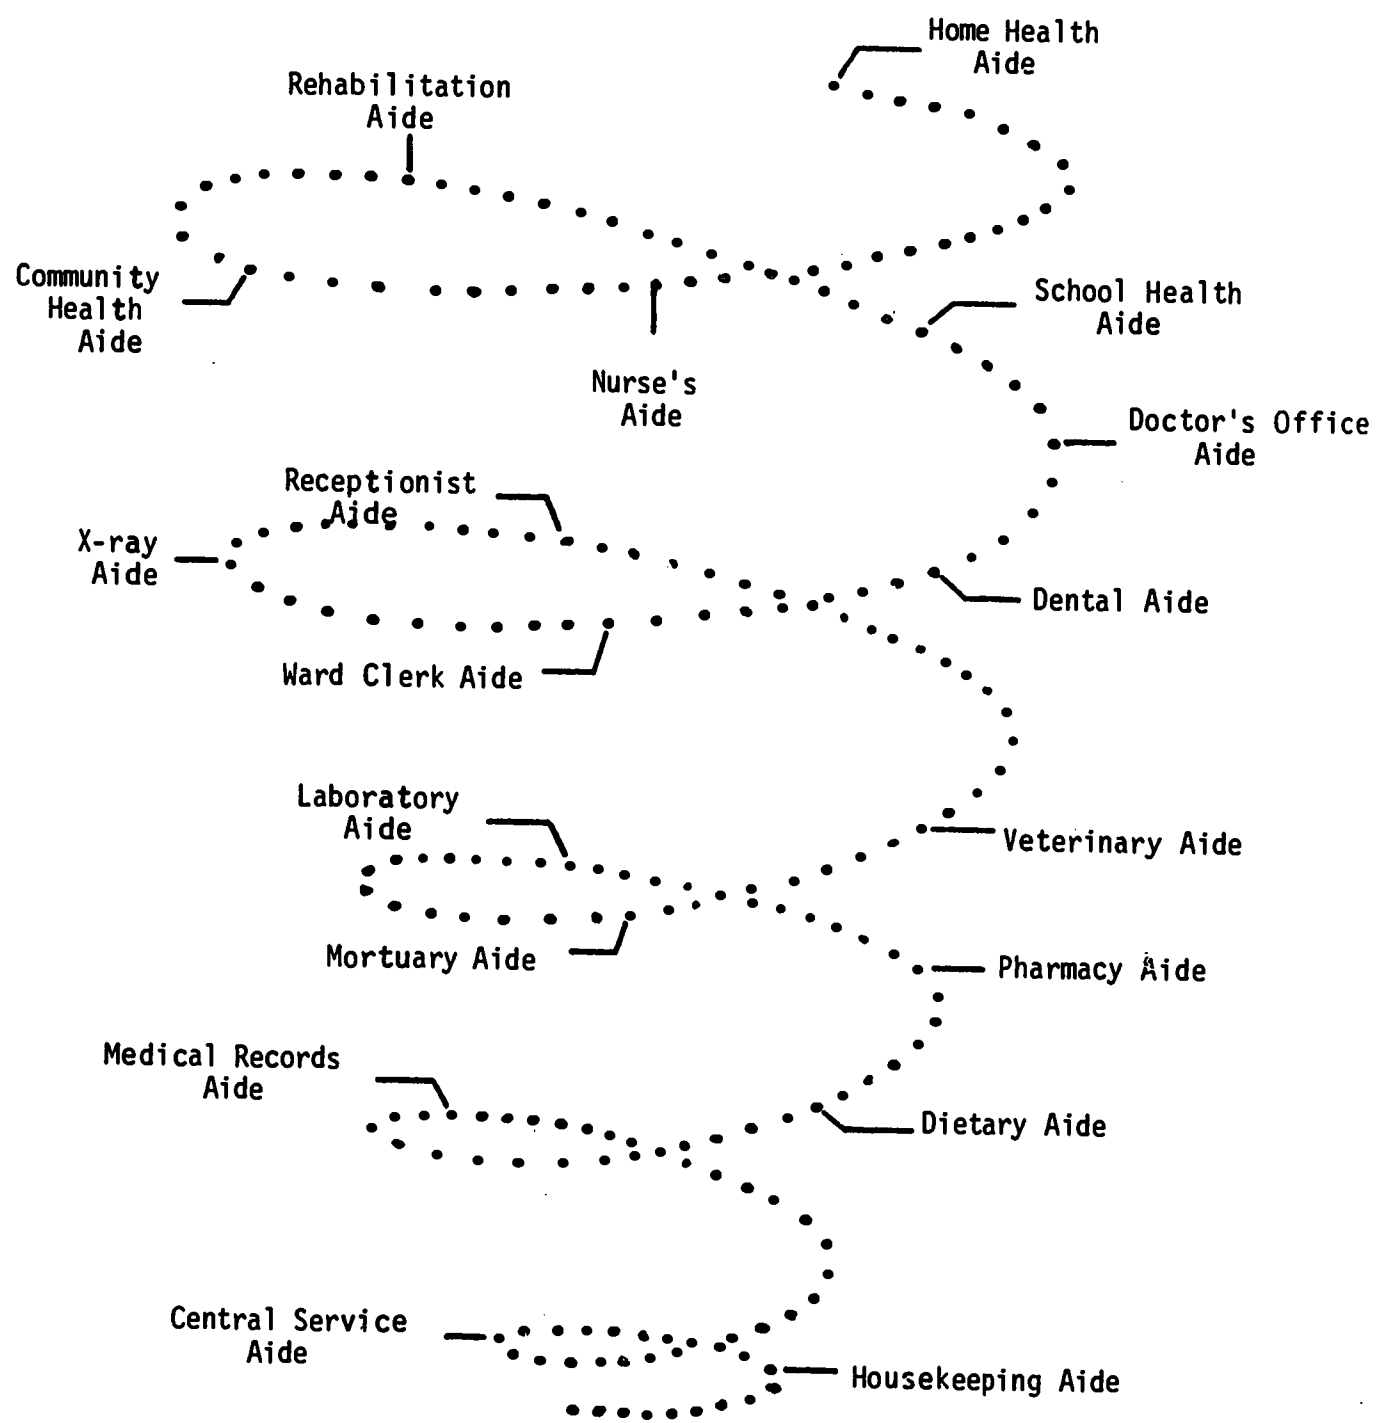 Home Health
Aide
Rehabilitation
Aide
Community
Health
Aide
School Health
Aide
Nurse's
Aide
Doctor's Office
Aide
Receptionist
Aide
X-ray
Aide
Dental Aide
Ward Clerk Aide
Laboratory
Aide
Veterinary Aide
Mortuary Aide
Pharmacy Aide
Medical Records
Aide
Dietary Aide
Central Service
Aide
Housekeeping Aide